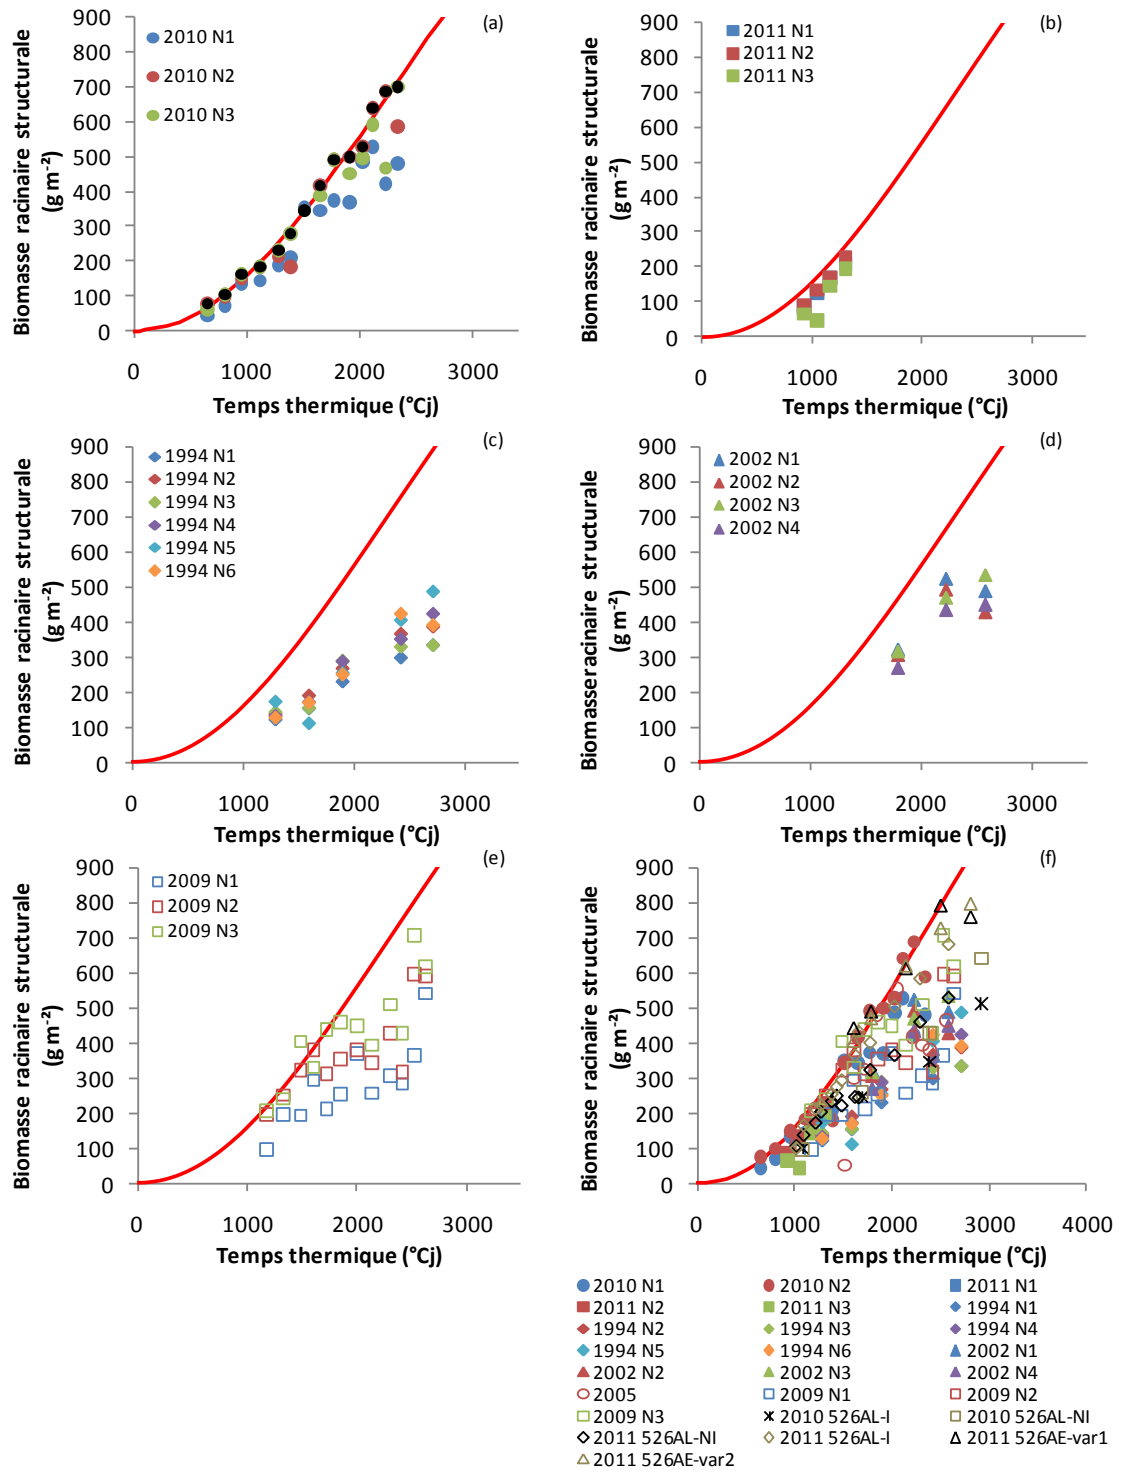 (a)
Biomasse racinaire structurale
(g m⁻²)
900
800
700
600
500
400
300
200
100
0
2010 N1
2010 N2
2010 N3
0 1000 2000 3000
Temps thermique (°Cj)
(b)
Biomasse racinaire structurale
(g m⁻²)
900
800
700
600
500
400
300
200
100
0
2011 N1
2011 N2
2011 N3
0 1000 2000 3000
Temps thermique (°Cj)
(c)
Biomasse racinaire structurale
(g m⁻²)
900
800
700
600
500
400
300
200
100
0
1994 N1
1994 N2
1994 N3
1994 N4
1994 N5
1994 N6
0 1000 2000 3000
Temps thermique (°Cj)
(d)
Biomasseracinaire structurale
(g m⁻²)
900
800
700
600
500
400
300
200
100
0
2002 N1
2002 N2
2002 N3
2002 N4
0 1000 2000 3000
Temps thermique (°Cj)
(e)
Biomasse racinaire structurale
(g m⁻²)
900
800
700
600
500
400
300
200
100
0
2009 N1
2009 N2
2009 N3
0 1000 2000 3000
Temps thermique (°Cj)
(f)
Biomasse racinaire structurale
(g m⁻²)
900
800
700
600
500
400
300
200
100
0
0 1000 2000 3000 4000
Temps thermique (°Cj)
2010 N1 2010 N2 2011 N1
2011 N2 2011 N3 1994 N1
1994 N2 1994 N3 1994 N4
1994 N5 1994 N6 2002 N1
2002 N2 2002 N3 2002 N4
2005 2009 N1 2009 N2
2009 N3 2010 526AL-I 2010 526AL-NI
2011 526AL-NI 2011 526AL-I 2011 526AE-var1
2011 526AE-var2